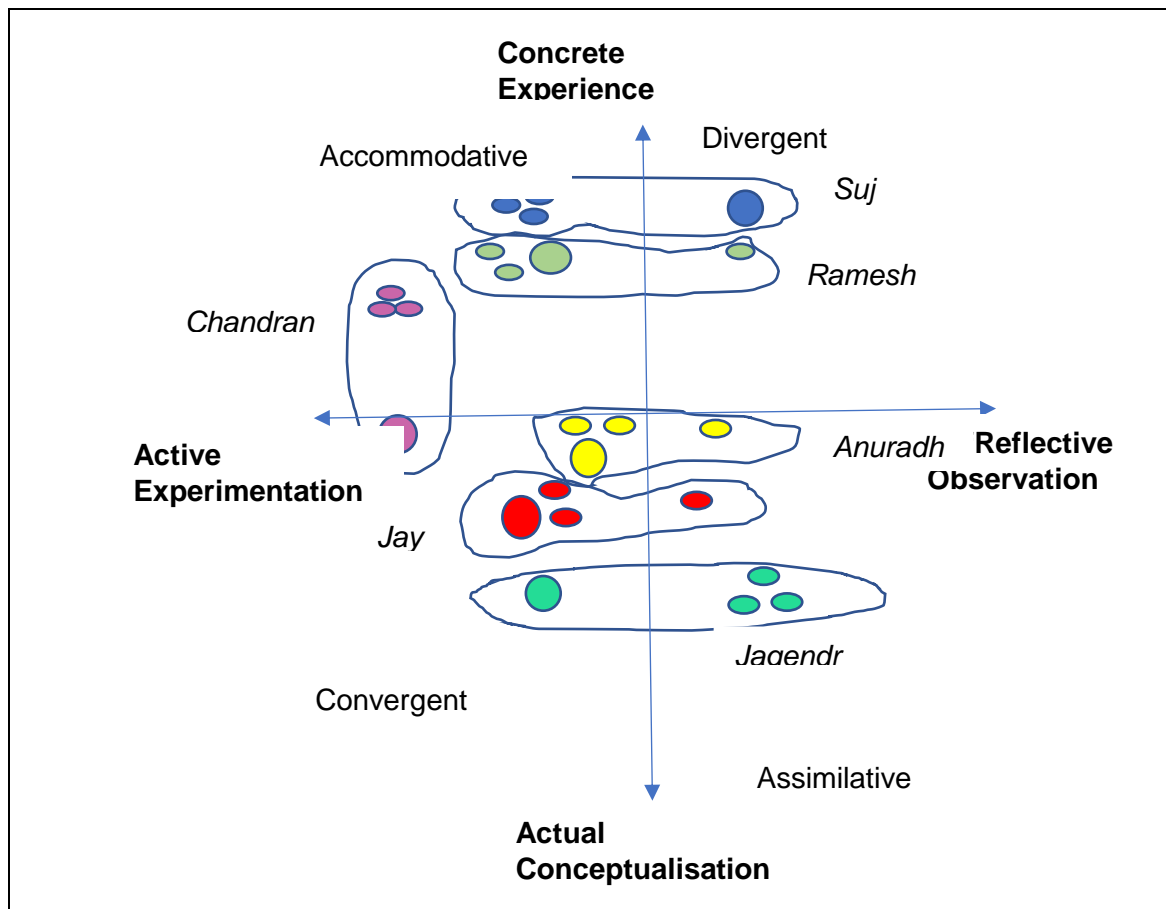 Concrete
Experience
Divergent
Accommodative
Suj
Ramesh
Chandran
Anuradh
Reflective
Observation
Active
Experimentation
Jay
Jagendr
Convergent
Assimilative
Actual
Conceptualisation